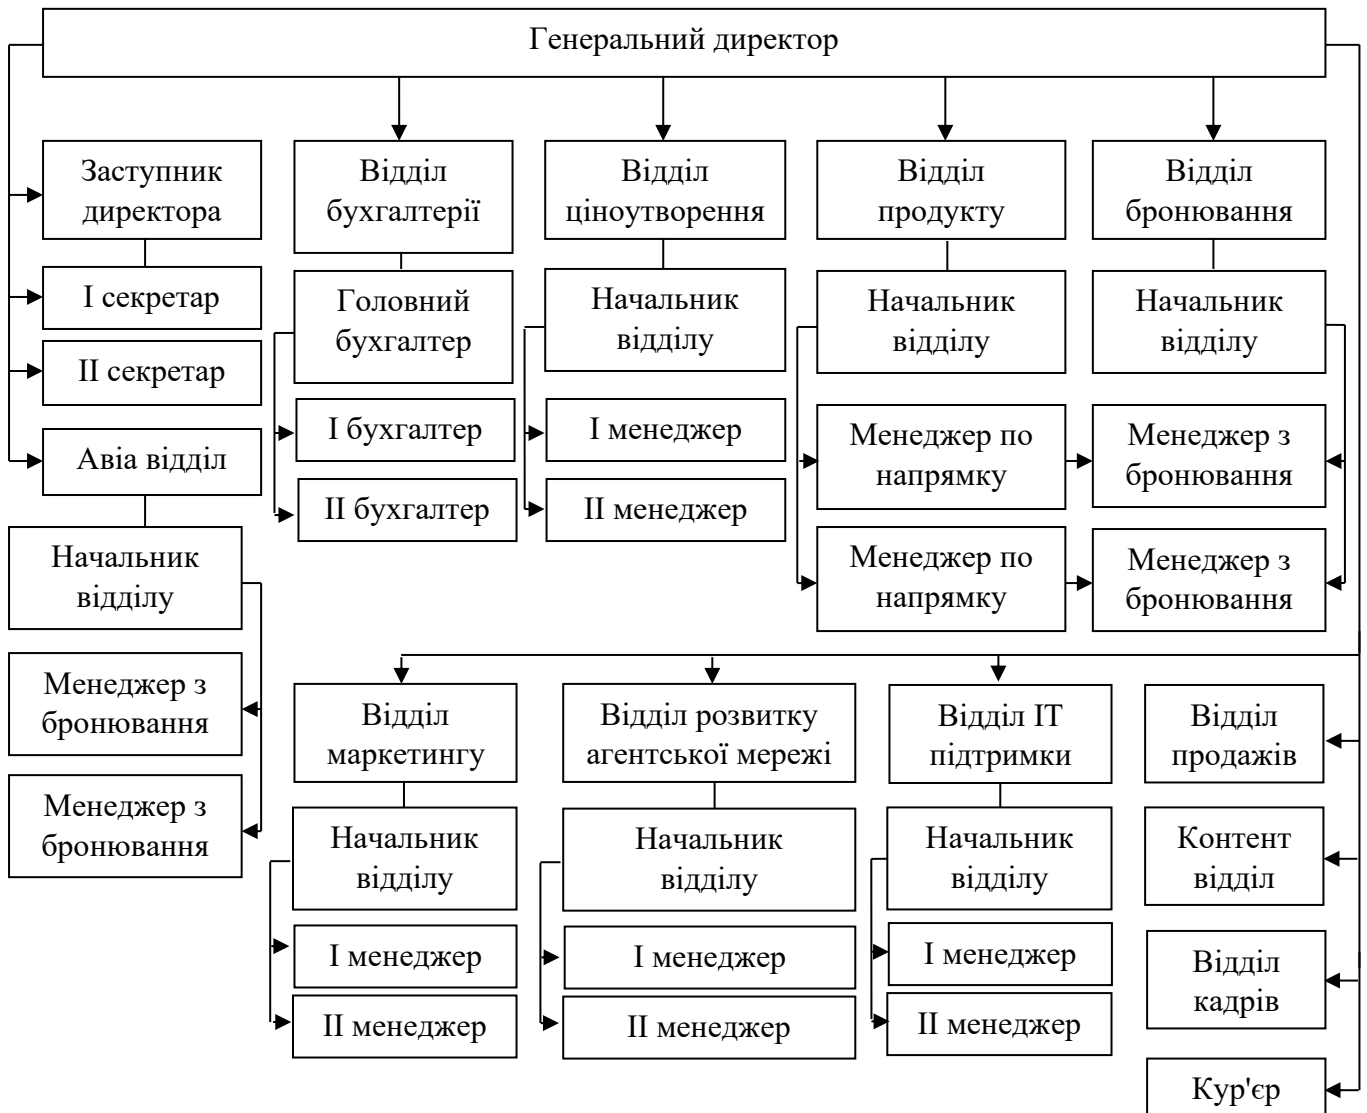 Генеральний директор
Заступник
директора
Відділ
бухгалтерії
Відділ
ціноутворення
Відділ
продукту
Відділ
бронювання
І секретар
ІІ секретар
Авіа відділ
Начальник
відділу
Менеджер з
бронювання
Менеджер з
бронювання
Головний
бухгалтер
І бухгалтер
ІІ бухгалтер
Начальник
відділу
І менеджер
ІІ менеджер
Начальник
відділу
Менеджер по
напрямку
Менеджер по
напрямку
Начальник
відділу
Менеджер з
бронювання
Менеджер з
бронювання
Відділ
маркетингу
Начальник
відділу
І менеджер
ІІ менеджер
Відділ розвитку
агентської мережі
Начальник
відділу
І менеджер
ІІ менеджер
Відділ ІТ
підтримки
Начальник
відділу
І менеджер
ІІ менеджер
Відділ
продажів
Контент
відділ
Відділ
кадрів
Кур'єр